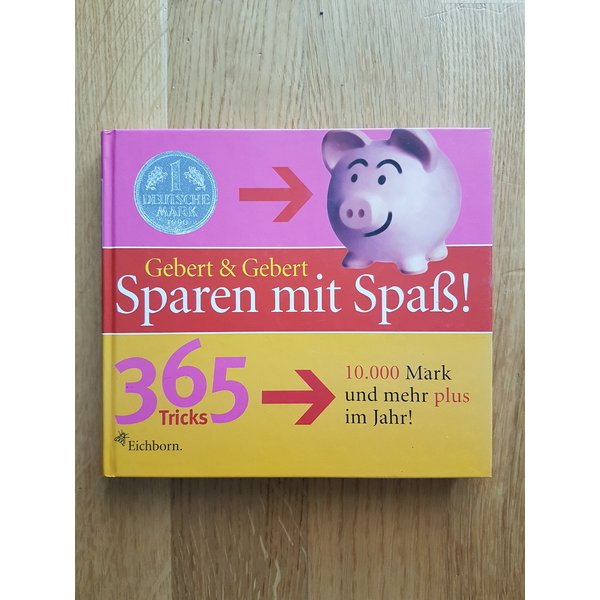 1
DEUTSCHE
MARK
1990
Gebert & Gebert
Sparen mit Spaß!
365
Tricks
10.000 Mark
und mehr plus
im Jahr!
Eichborn.